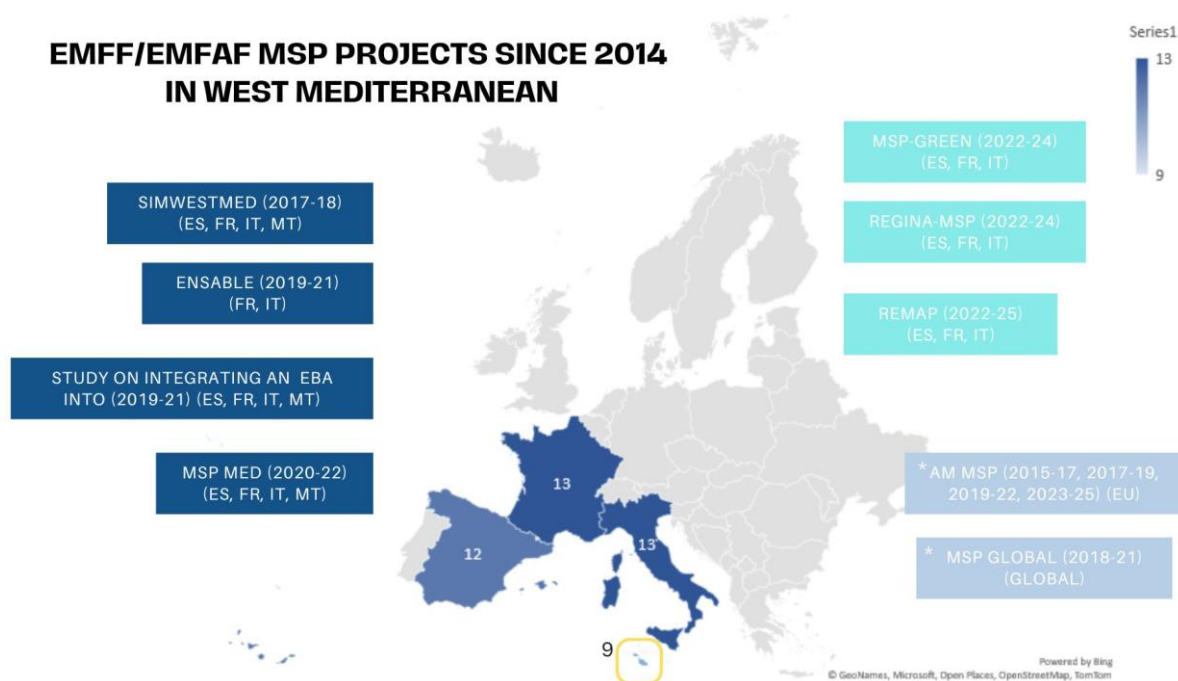 EMFF/EMFAF MSP PROJECTS SINCE 2014
IN WEST MEDITERRANEAN
Series1
13
9
SIMWESTMED (2017-18)
(ES, FR, IT, MT)
ENSABLE (2019-21)
(FR, IT)
STUDY ON INTEGRATING AN EBA
INTO (2019-21) (ES, FR, IT, MT)
MSP MED (2020-22)
(ES, FR, IT, MT)
MSP-GREEN (2022-24)
(ES, FR, IT)
REGINA-MSP (2022-24)
(ES, FR, IT)
REMAP (2022-25)
(ES, FR, IT)
*AM MSP (2015-17, 2017-19,
2019-22, 2023-25) (EU)
* MSP GLOBAL (2018-21)
(GLOBAL)
13
12
13
9
Powered by Bing
© GeoNames, Microsoft, Open Places, OpenStreetMap, TomTom